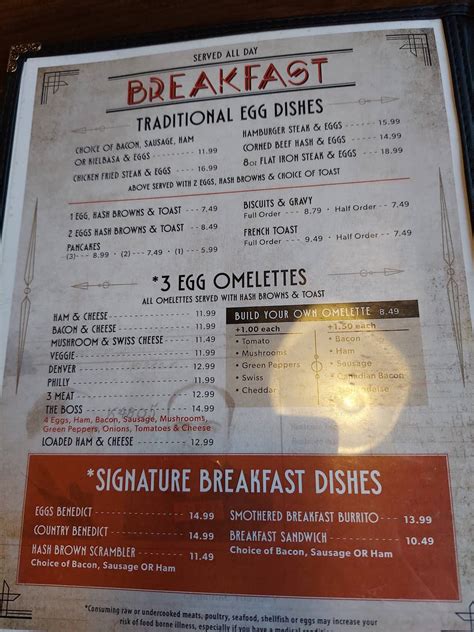 SERVED ALL DAY
BREAKFAST
TRADITIONAL EGG DISHES
CHOICE OF BACON, SAUSAGE, HAM
OR KIELBASA & EGGS 11.99
CHICKEN FRIED STEAK & EGGS 16.99
HAMBURGER STEAK & EGGS 15.99
CORNED BEEF HASH & EGGS 14.99
8oz FLAT IRON STEAK & EGGS 18.99
ABOVE SERVED WITH 2 EGGS, HASH BROWNS & CHOICE OF TOAST
1 EGG, HASH BROWNS & TOAST 7.49
2 EGGS HASH BROWNS & TOAST 8.49
PANCAKES
(3) 8.99 · (2) 7.49 · (1) 5.99
BISCUITS & GRAVY
Full Order 8.79 · Half Order 7.49
FRENCH TOAST
Full Order 9.49 · Half Order 7.49
*3 EGG OMELETTES
ALL OMELETTES SERVED WITH HASH BROWNS & TOAST
HAM & CHEESE 11.99
BACON & CHEESE 11.99
MUSHROOM & SWISS CHEESE 11.49
VEGGIE 11.99
DENVER 12.99
PHILLY 11.99
3 MEAT 12.99
THE BOSS 14.99
4 Eggs, Ham, Bacon, Sausage, Mushrooms,
Green Peppers, Onions, Tomatoes & Cheese
LOADED HAM & CHEESE 12.99
BUILD YOUR OWN OMELETTE 8.49
+1.00 each
• Tomato
• Mushrooms
• Green Peppers
• Swiss
• Cheddar
+1.50 each
• Bacon
• Ham
• Sausage
• Canadian Bacon
*SIGNATURE BREAKFAST DISHES
EGGS BENEDICT 14.99
COUNTRY BENEDICT 14.99
HASH BROWN SCRAMBLER 11.49
Choice of Bacon, Sausage OR Ham
SMOTHERED BREAKFAST BURRITO 13.99
BREAKFAST SANDWICH 10.49
Choice of Bacon, Sausage OR Ham
*Consuming raw or undercooked meats, poultry, seafood, shellfish or eggs may increase your
risk of food borne illness, especially if you have a medical condition